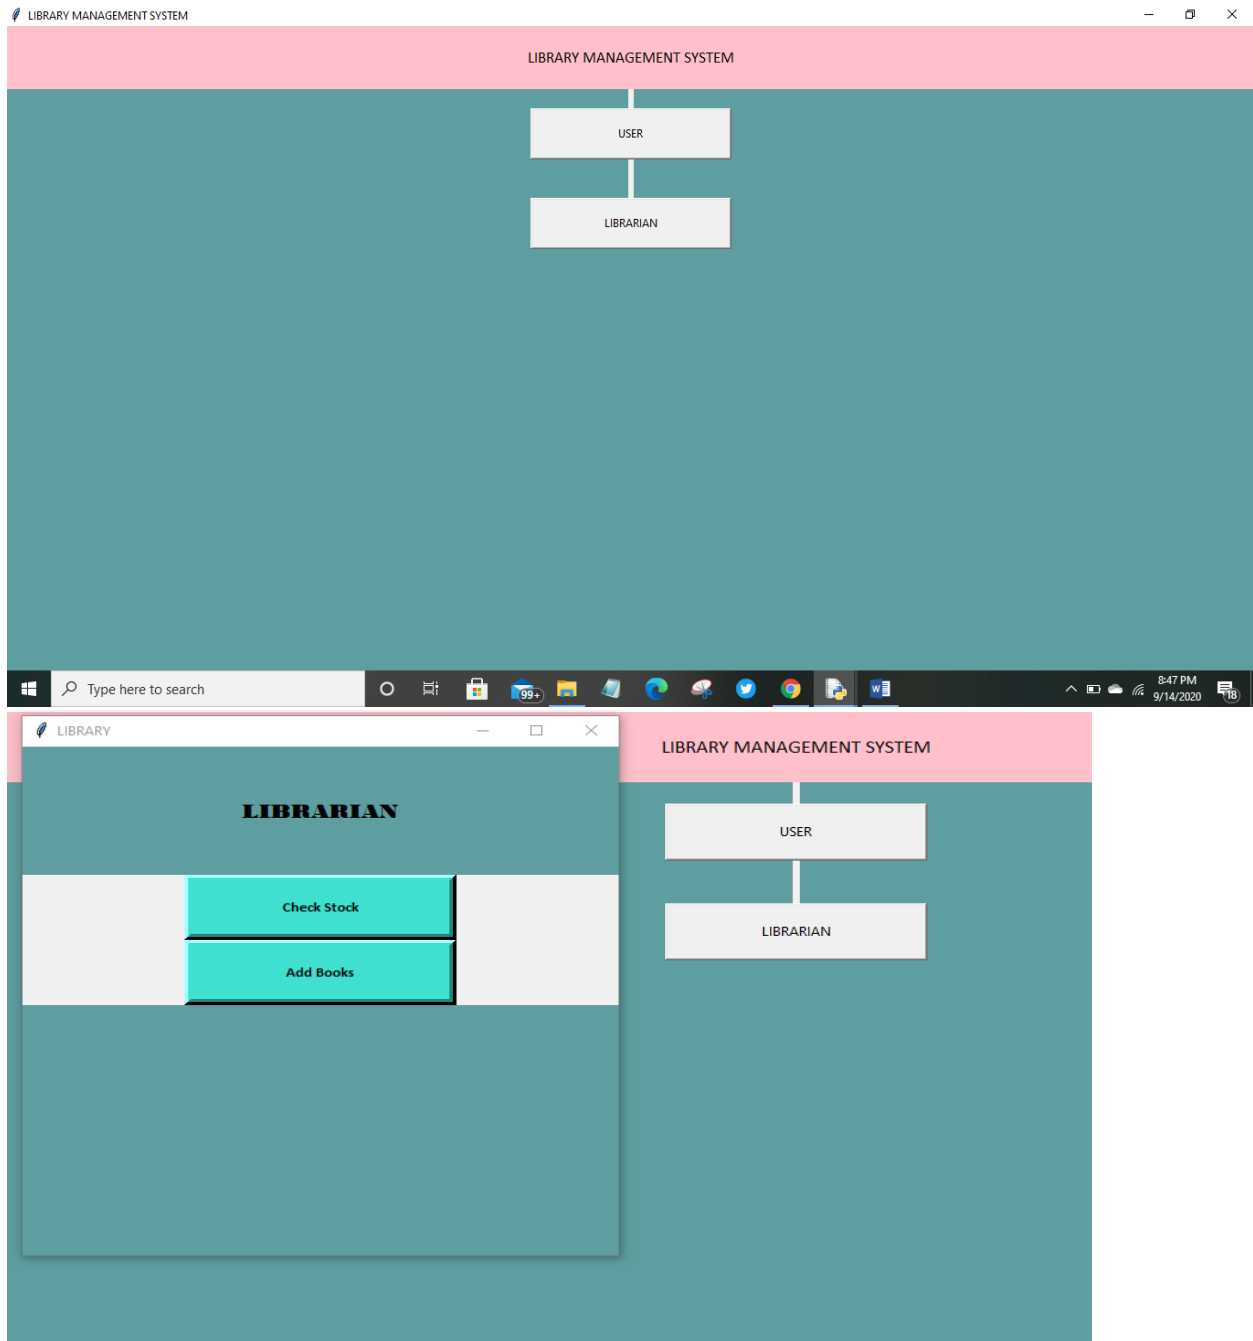 LIBRARY MANAGEMENT SYSTEM
LIBRARY MANAGEMENT SYSTEM
USER
LIBRARIAN
Type here to search
99+
8:47 PM
9/14/2020
18
LIBRARY
LIBRARIAN
Check Stock
Add Books
LIBRARY MANAGEMENT SYSTEM
USER
LIBRARIAN